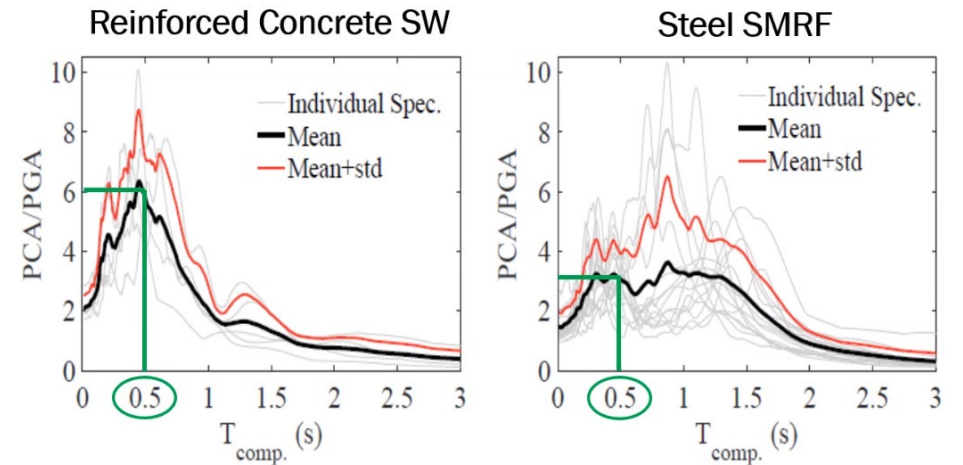 Reinforced Concrete SW
10
8
6
4
2
0
PCA/PGA
Individual Spec.
Mean
Mean+std
0 0.5 1 1.5 2 2.5 3
T comp. (s)
Steel SMRF
10
8
6
4
2
0
PCA/PGA
Individual Spec.
Mean
Mean+std
0 0.5 1 1.5 2 2.5 3
T comp. (s)